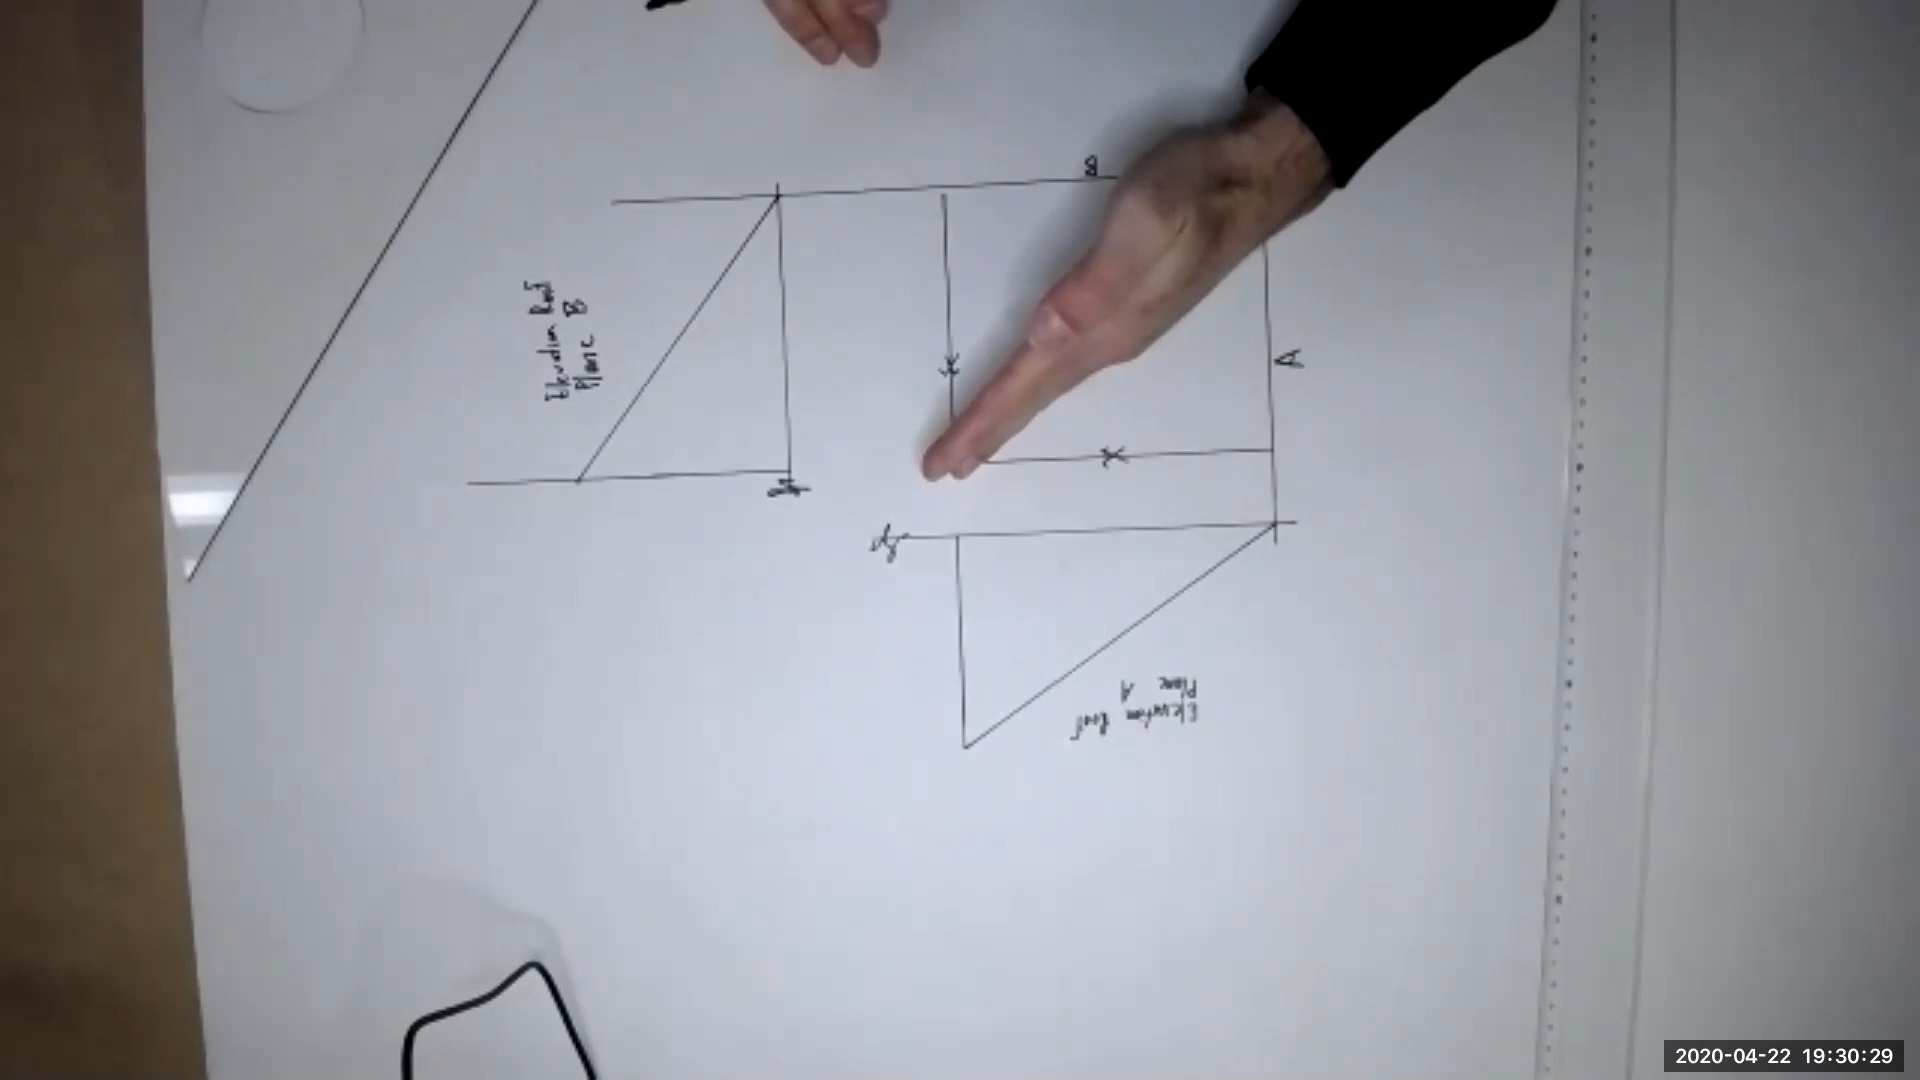 B
A
Elevation Roof
Plane B
Elevation Roof
Plane A
2020-04-22 19:30:29